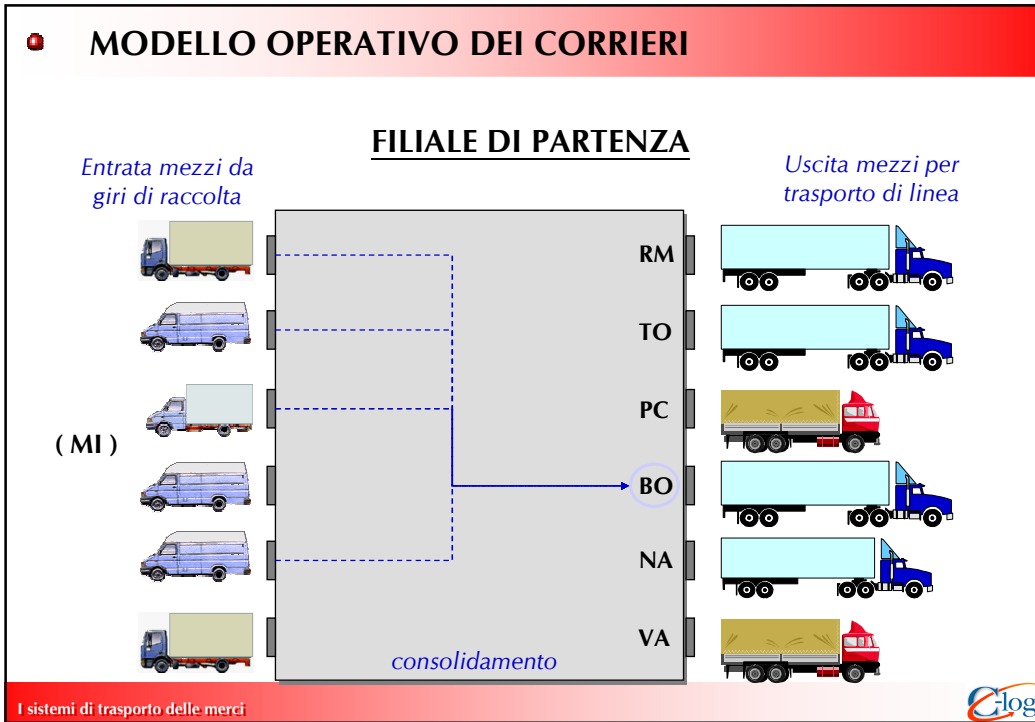 MODELLO OPERATIVO DEI CORRIERI
FILIALE DI PARTENZA
Entrata mezzi da
giri di raccolta
Uscita mezzi per
trasporto di linea
RM
TO
PC
( MI )
BO
NA
VA
consolidamento
I sistemi di trasporto delle merci
C-log